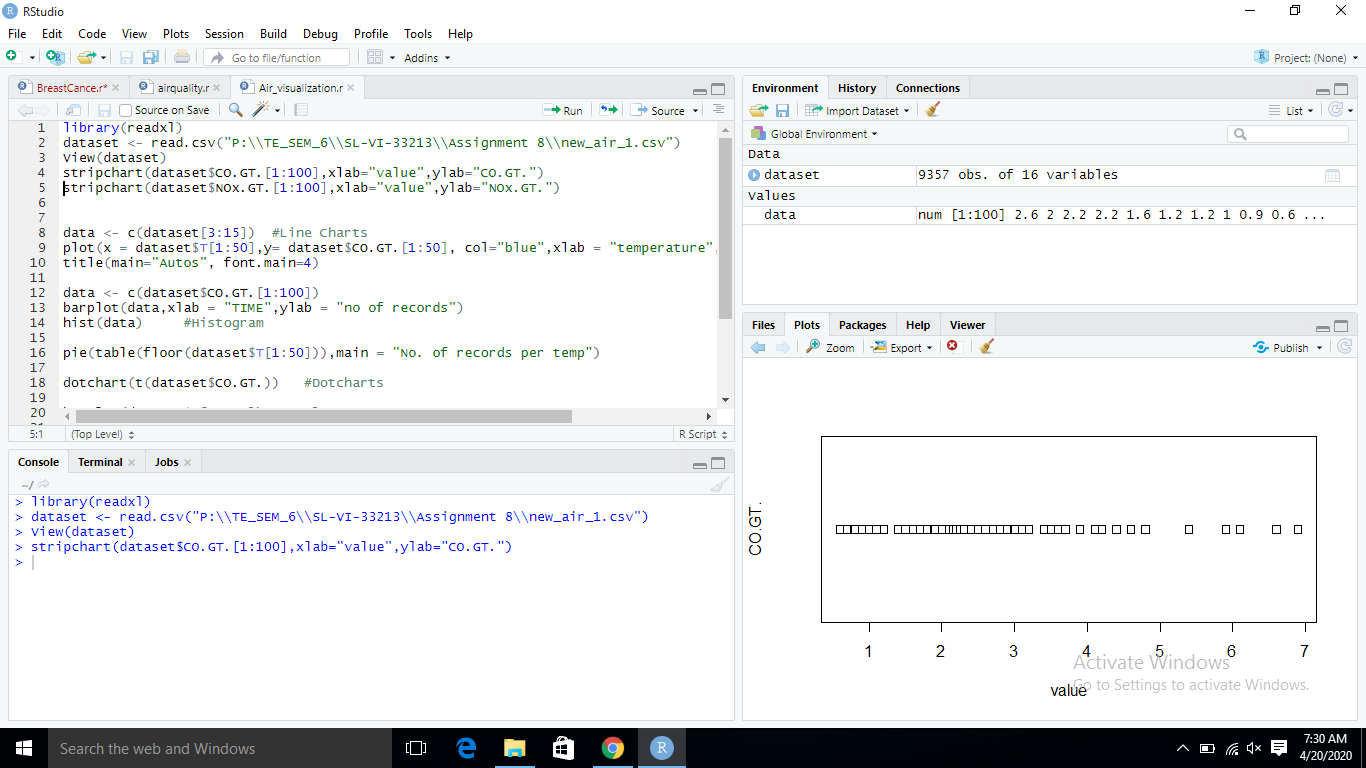 RStudio
File Edit Code View Plots Session Build Debug Profile Tools Help
Go to file/function Addins Project: (None)
BreastCance.r* airquality.r Air_visualization.r
Source on Save Run Source
1 library(readxl)
2 dataset <- read.csv("P:\\TE_SEM_6\\SL-VI-33213\\Assignment 8\\new_air_1.csv")
3 View(dataset)
4 stripchart(dataset$CO.GT.[1:100],xlab="value",ylab="CO.GT.")
5 stripchart(dataset$NOx.GT.[1:100],xlab="value",ylab="NOx.GT.")
6
7
8 data <- c(dataset[3:15]) #Line Charts
9 plot(x = dataset$T[1:50],y= dataset$CO.GT.[1:50], col="blue",xlab = "temperature",
10 title(main="Autos", font.main=4)
11
12 data <- c(dataset$CO.GT.[1:100])
13 barplot(data,xlab = "TIME",ylab = "no of records")
14 hist(data) #Histogram
15
16 pie(table(floor(dataset$T[1:50])),main = "No. of records per temp")
17
18 dotchart(t(dataset$CO.GT.)) #Dotcharts
19
20
5:1 (Top Level) R Script
Console Terminal Jobs
~/
> library(readxl)
> dataset <- read.csv("P:\\TE_SEM_6\\SL-VI-33213\\Assignment 8\\new_air_1.csv")
> View(dataset)
> stripchart(dataset$CO.GT.[1:100],xlab="value",ylab="CO.GT.")
>
Environment History Connections
Import Dataset List
Global Environment
Data
dataset 9357 obs. of 16 variables
Values
data num [1:100] 2.6 2 2.2 2.2 1.6 1.2 1.2 1 0.9 0.6 ...
Files Plots Packages Help Viewer
Zoom Export Publish
CO.GT.
1 2 3 4 5 6 7
value
Activate Windows
Go to Settings to activate Windows.
Search the web and Windows
7:30 AM
4/20/2020